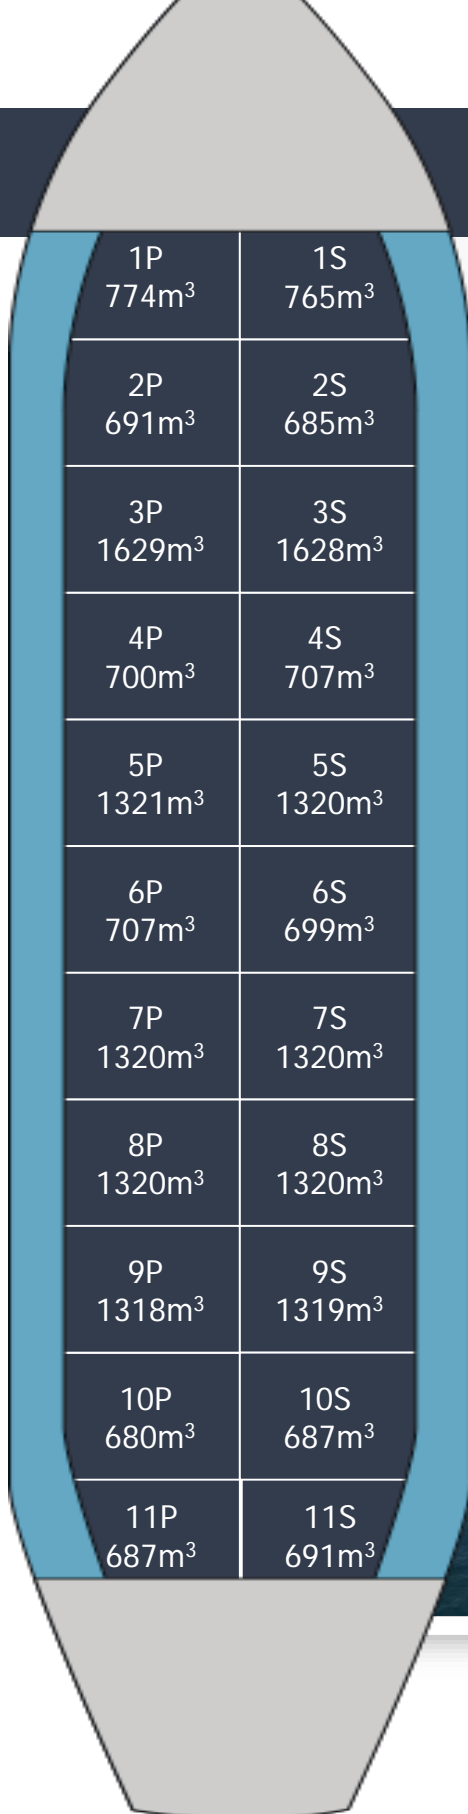 1P 1S
774m³ 765m³
2P 2S
691m³ 685m³
3P 3S
1629m³ 1628m³
4P 4S
700m³ 707m³
5P 5S
1321m³ 1320m³
6P 6S
707m³ 699m³
7P 7S
1320m³ 1320m³
8P 8S
1320m³ 1320m³
9P 9S
1318m³ 1319m³
10P 10S
680m³ 687m³
11P 11S
687m³ 691m³